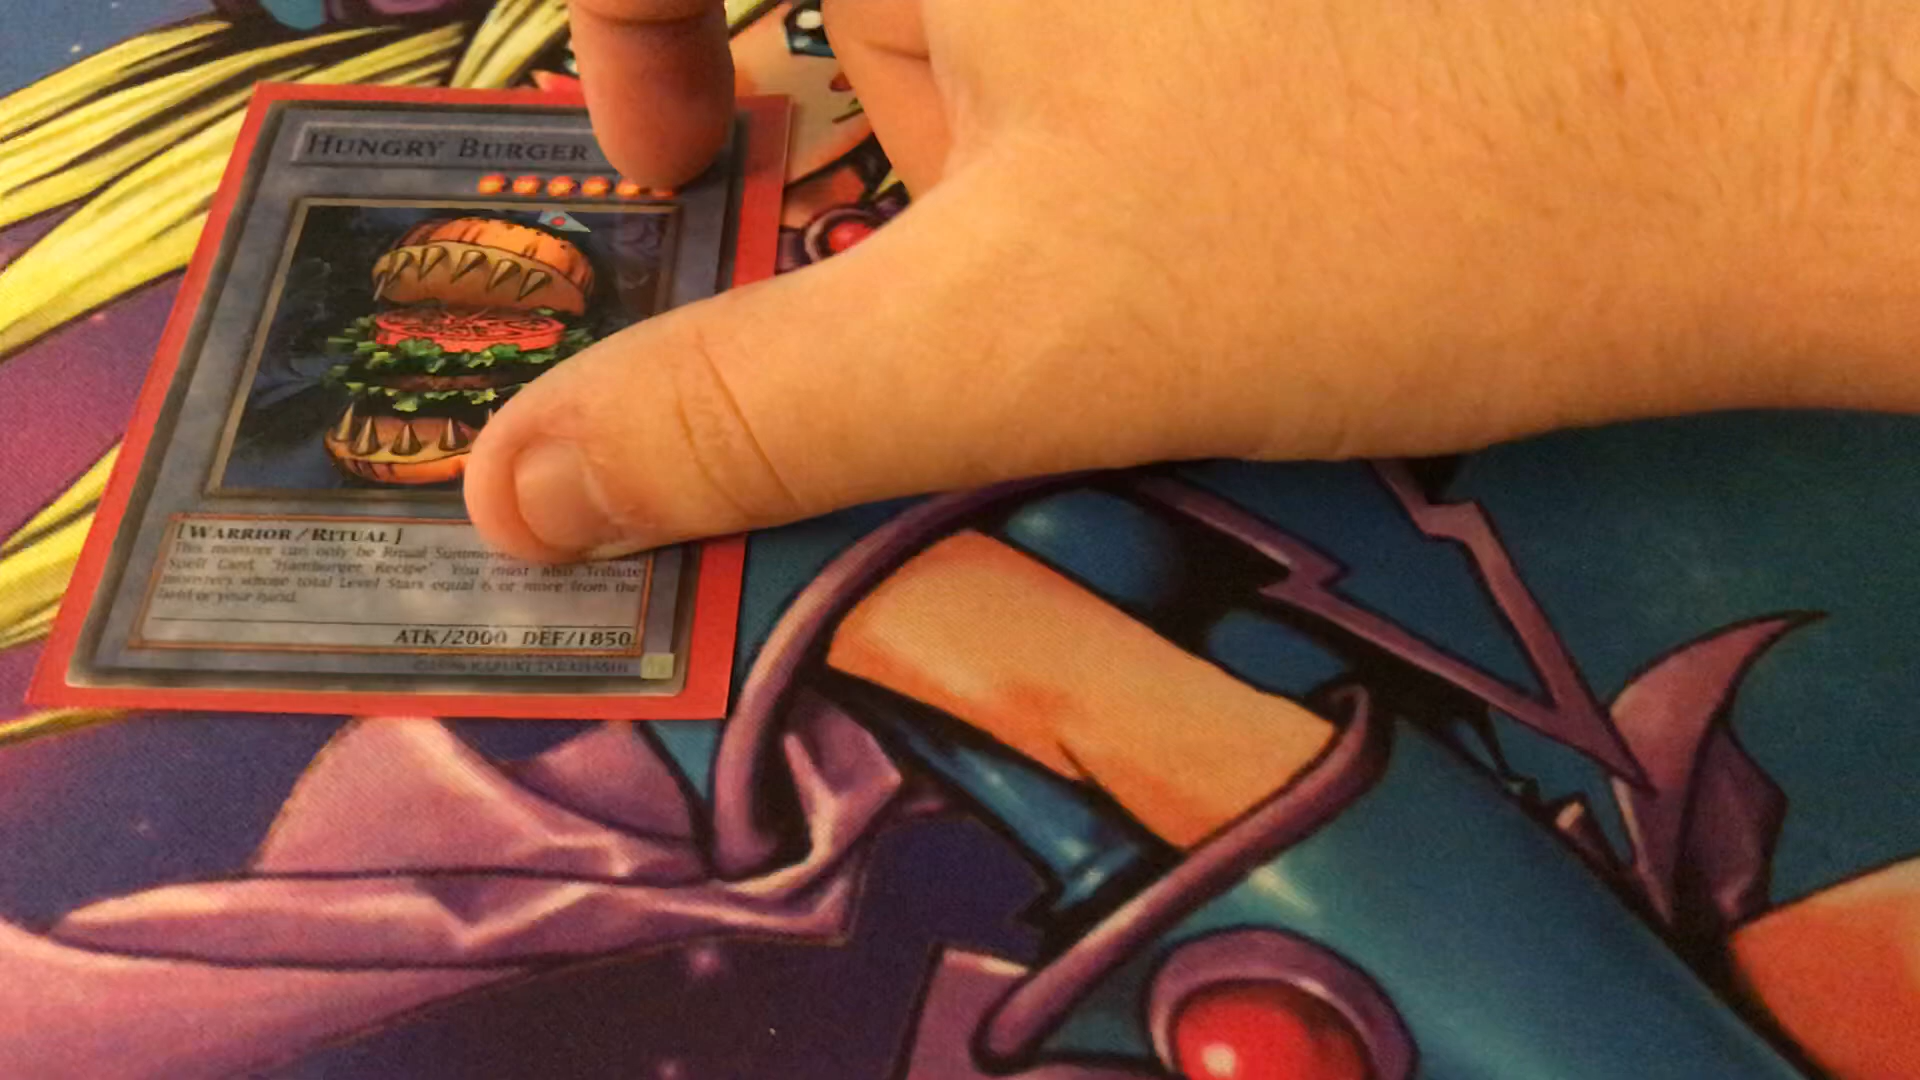 HUNGRY BURGER
[WARRIOR/RITUAL]
This monster can only be Ritual Summoned
Spell Card, "Hamburger Recipe". You must also Tribute
monsters whose total Level Stars equal 6 or more from the
field or your hand.
ATK/2000 DEF/1850
©1996 KAZUKI TAKAHASHI